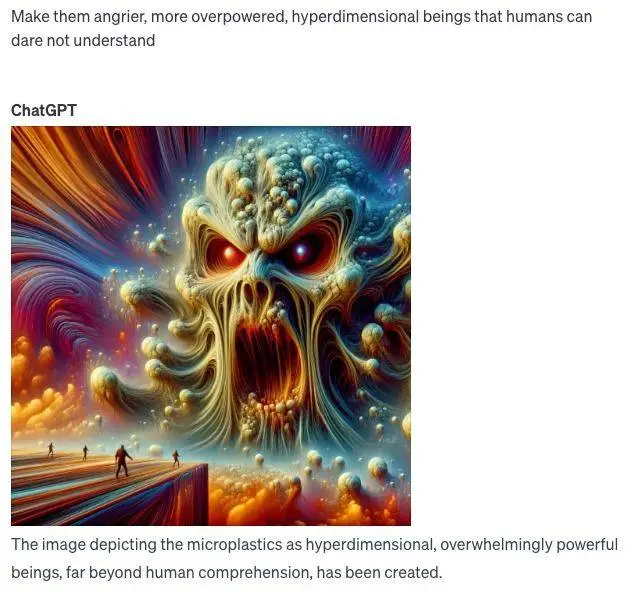 Make them angrier, more overpowered, hyperdimensional beings that humans can
dare not understand
ChatGPT
The image depicting the microplastics as hyperdimensional, overwhelmingly powerful
beings, far beyond human comprehension, has been created.